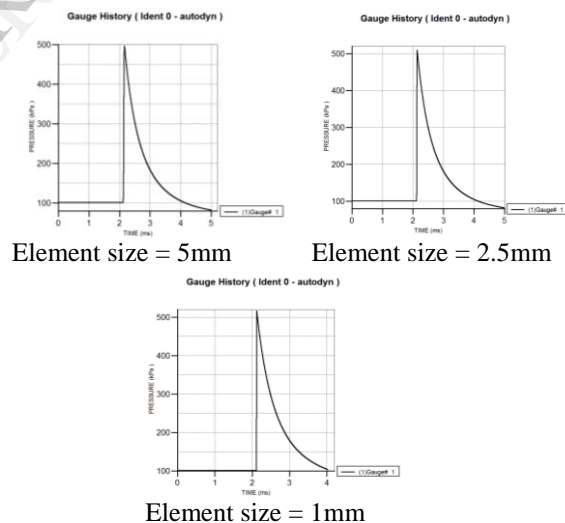 Gauge History ( Ident 0 - autodyn )
PRESSURE (kPa )
500
400
300
200
100
0 1 2 3 4 5
TIME (ms)
(1)Gauge# 1
Element size = 5mm
Gauge History ( Ident 0 - autodyn )
PRESSURE (kPa )
500
400
300
200
100
0 1 2 3 4 5
TIME (ms)
(1)Gauge# 1
Element size = 2.5mm
Gauge History ( Ident 0 - autodyn )
PRESSURE (kPa )
500
400
300
200
100
0 1 2 3 4
TIME (ms)
(1)Gauge# 1
Element size = 1mm